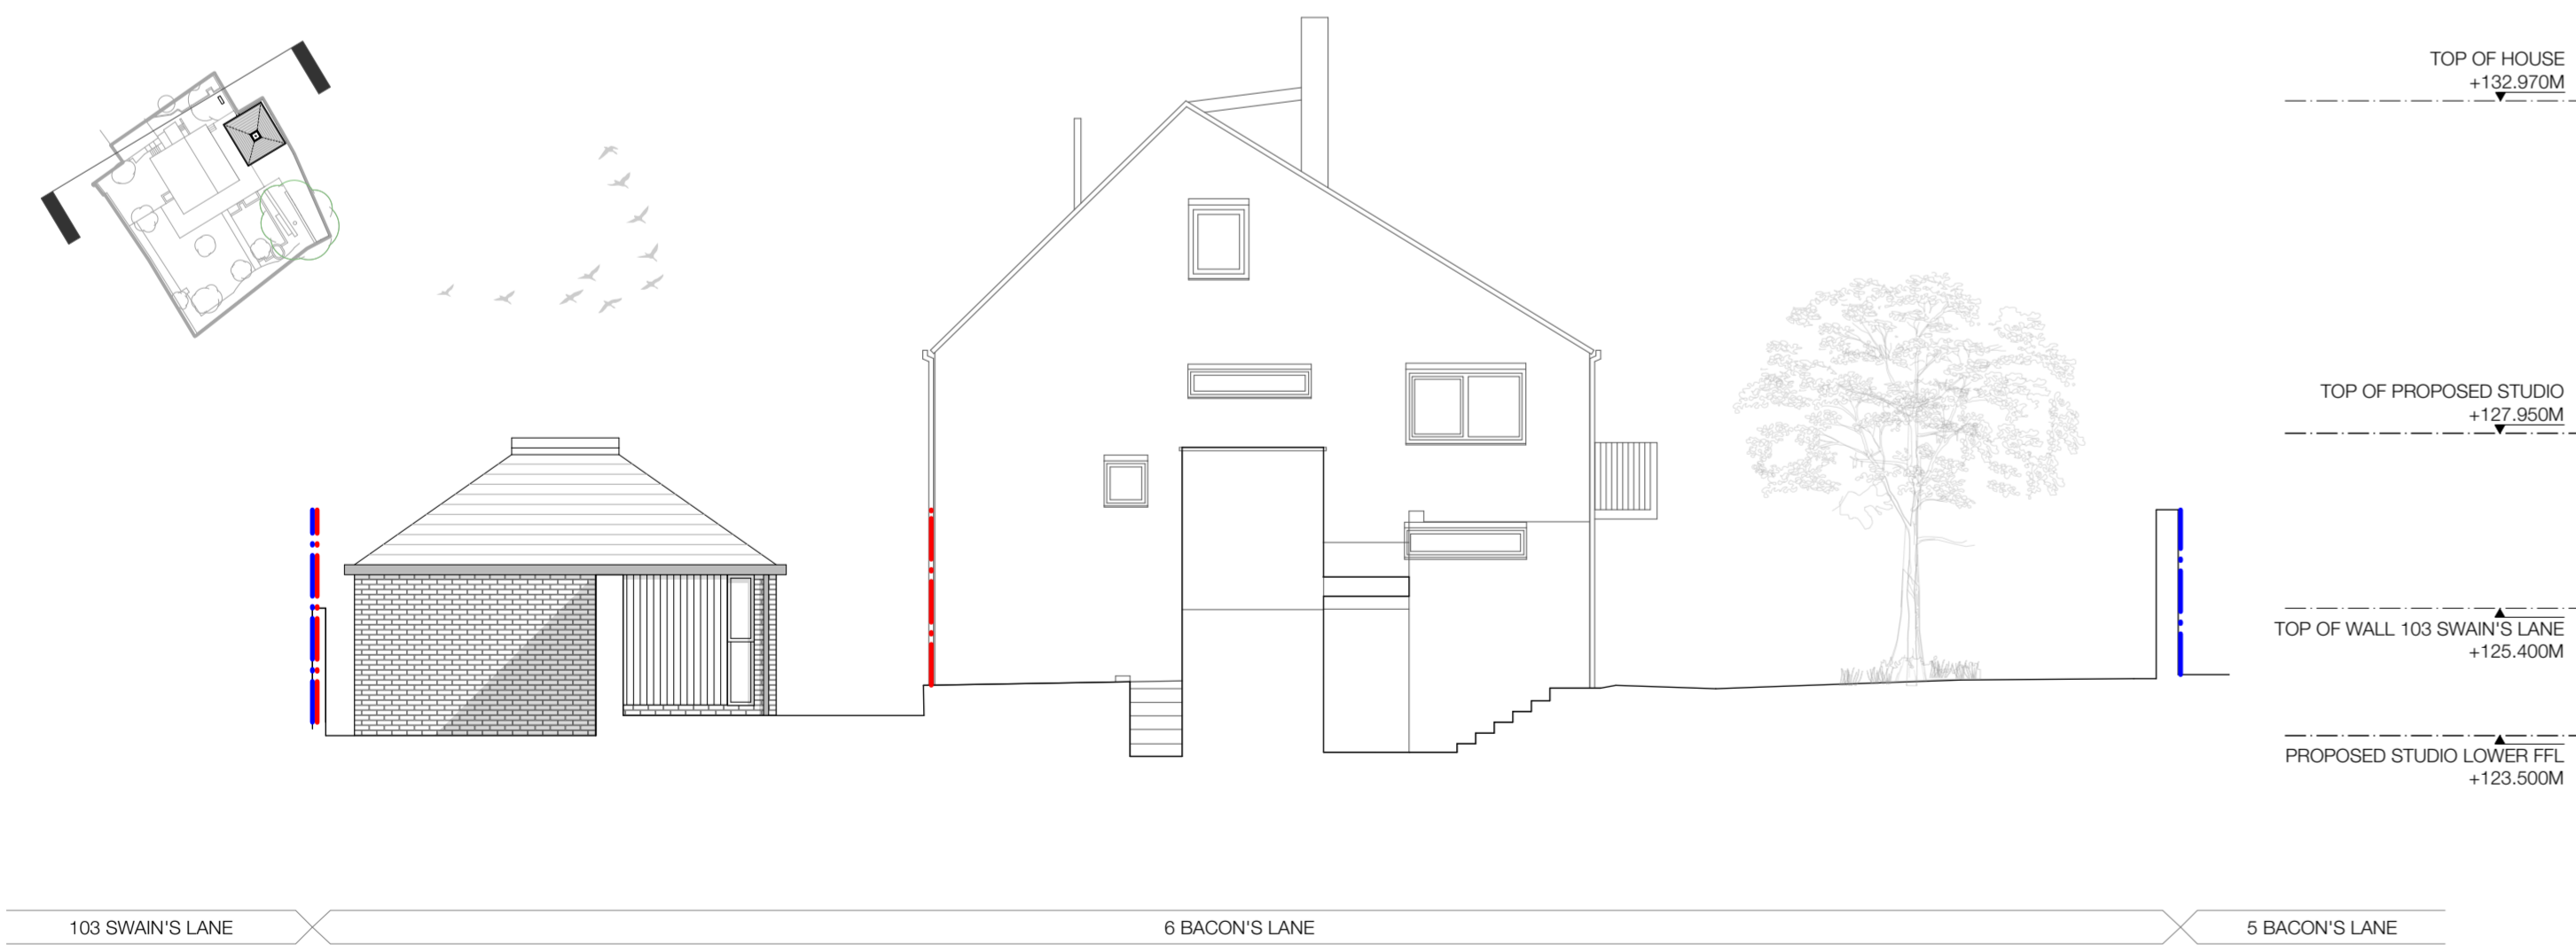 TOP OF HOUSE
+132.970M
TOP OF PROPOSED STUDIO
+127.950M
TOP OF WALL 103 SWAIN'S LANE
+125.400M
PROPOSED STUDIO LOWER FFL
+123.500M
103 SWAIN'S LANE
6 BACON'S LANE
5 BACON'S LANE